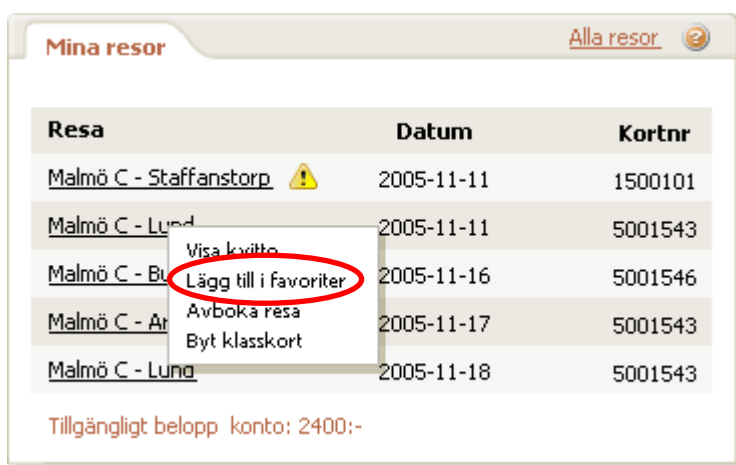 Mina resor
Alla resor
Resa Datum Kortnr
Malmö C - Staffanstorp 2005-11-11 1500101
Malmö C - Lund 2005-11-11 5001543
Visa kvitto
Malmö C - Bu 2005-11-16 5001546
Lägg till i favoriter
Avboka resa
Malmö C - Ar 2005-11-17 5001543
Byt klasskort
Malmö C - Lund 2005-11-18 5001543
Tillgängligt belopp konto: 2400:-